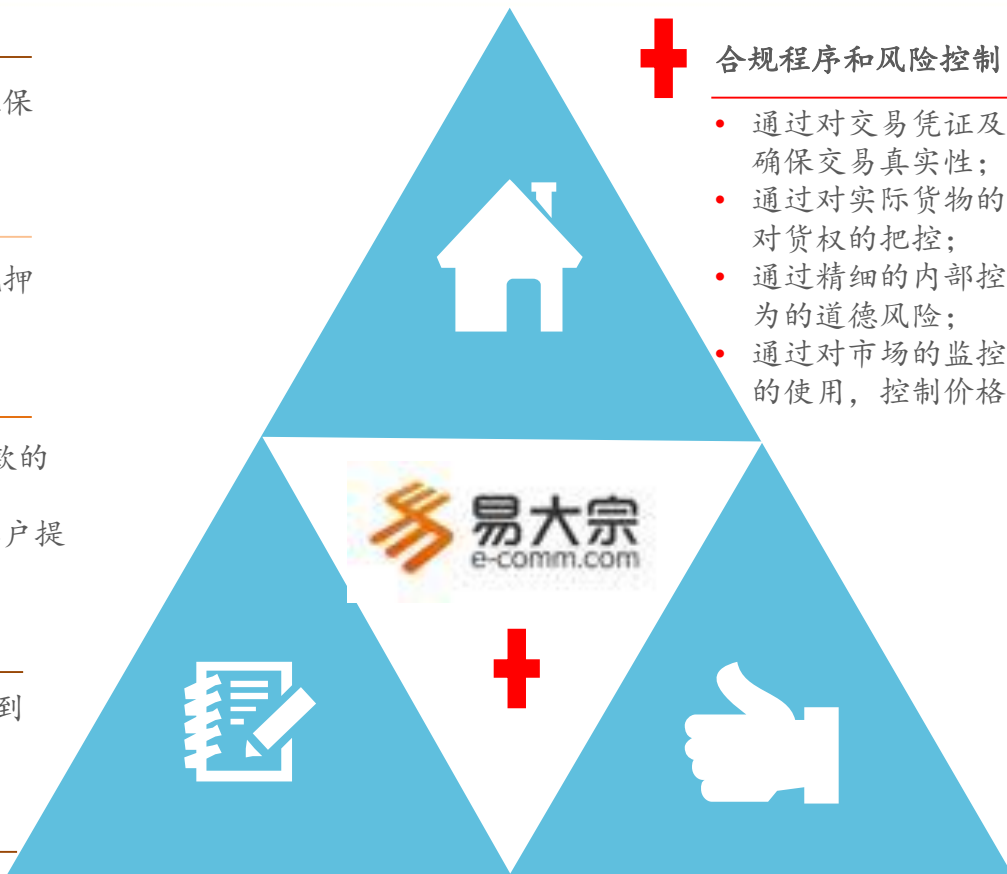 保
押
款的
户提
到
合规程序和风险控制
• 通过对交易凭证及
确保交易真实性;
• 通过对实际货物的
对货权的把控;
• 通过精细的内部控
为的道德风险;
• 通过对市场的监控
的使用，控制价格
易大宗
e-comm.com